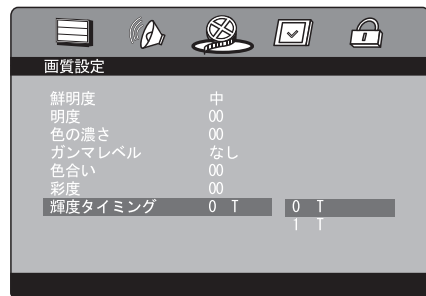 画質設定
鮮明度 中
明度 00
色の濃さ 00
ガンマレベル なし
色合い 00
彩度 00
輝度タイミング 0 T 0 T
1 T